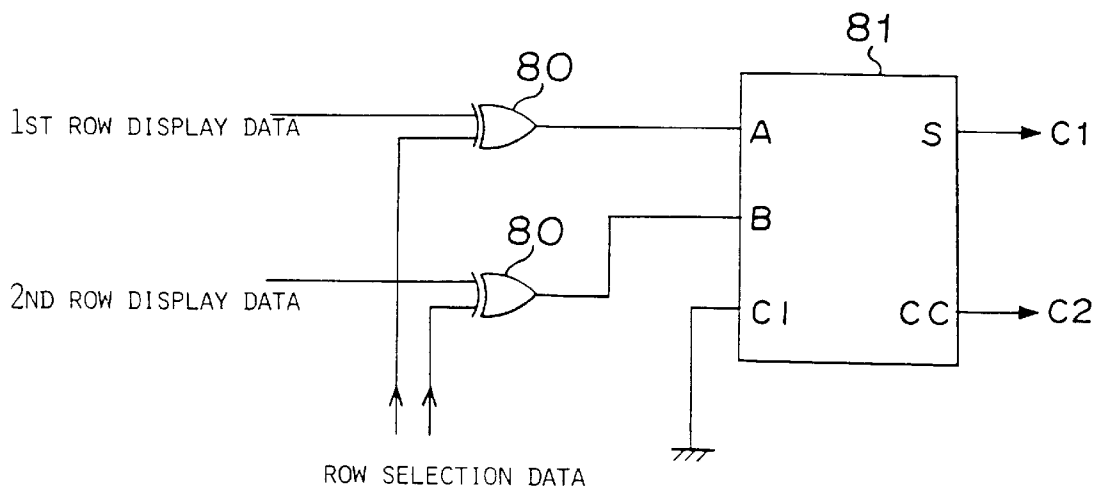 81
80
1ST ROW DISPLAY DATA
A
S
C1
80
B
2ND ROW DISPLAY DATA
CI
CC
C2
ROW SELECTION DATA